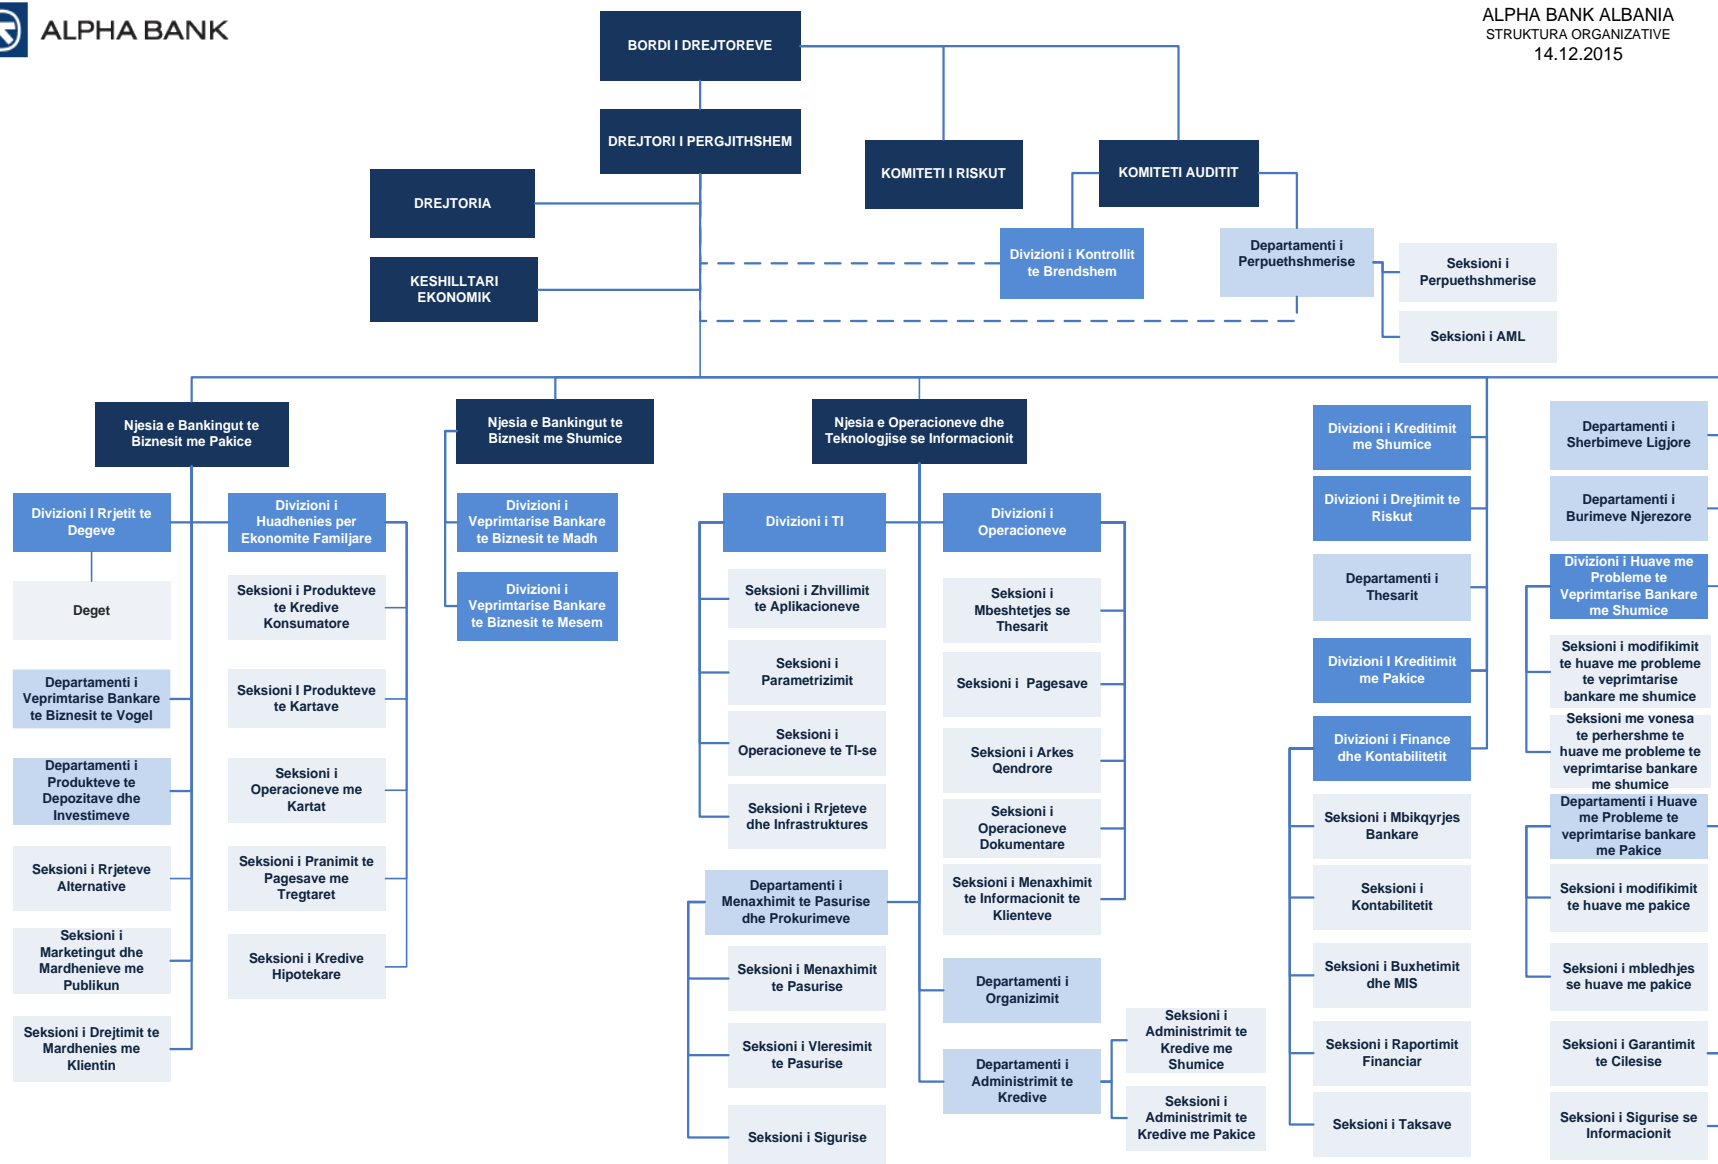 ALPHA BANK
ALPHA BANK ALBANIA
STRUKTURA ORGANIZATIVE
14.12.2015
BORDI I DREJTOREVE
DREJTORI I PERGJITHSHEM
KOMITETI I RISKUT
KOMITETI AUDITIT
DREJTORIA
KESHILLTARI
EKONOMIK
Divizioni i Kontrollit
te Brendshem
Departamenti i
Perpuethshmerise
Seksioni i
Perpuethshmerise
Seksioni i AML
Njesia e Bankingut te
Biznesit me Pakice
Divizioni I Rrjetit te
Degeve
Deget
Departamenti i
Veprimtarise Bankare
te Biznesit te Vogel
Departamenti i
Produkteve te
Depozitave dhe
Investimeve
Seksioni i Rrjeteve
Alternative
Seksioni i
Marketingut dhe
Mardhenieve me
Publikun
Seksioni i Drejtimit te
Mardhenies me
Klientin
Divizioni i
Huadhenies per
Ekonomite Familjare
Seksioni i Produkteve
te Kredive
Konsumatore
Seksioni I Produkteve
te Kartave
Seksioni i
Operacioneve me
Kartat
Seksioni i Pranimit te
Pagesave me
Tregtaret
Seksioni i Kredive
Hipotekare
Njesia e Bankingut te
Biznesit me Shumice
Divizioni i
Veprimtarise Bankare
te Biznesit te Madh
Divizioni i
Veprimtarise Bankare
te Biznesit te Mesem
Njesia e Operacioneve dhe
Teknologjise se Informacionit
Divizioni i TI
Seksioni i Zhvillimit
te Aplikacioneve
Seksioni i
Parametrizimit
Seksioni i
Operacioneve te TI-se
Seksioni i Rrjeteve
dhe Infrastruktures
Departamenti i
Menaxhimit te Pasurise
dhe Prokurimeve
Seksioni i Menaxhimit
te Pasurise
Seksioni i Vleresimit
te Pasurise
Seksioni i Sigurise
Divizioni i
Operacioneve
Seksioni i
Mbeshtetjes se
Thesarit
Seksioni i  Pagesave
Seksioni i Arkes
Qendrore
Seksioni i
Operacioneve
Dokumentare
Seksioni i Menaxhimit
te Informacionit te
Klienteve
Departamenti i
Organizimit
Departamenti i
Administrimit te
Kredive
Seksioni i
Administrimit te
Kredive me
Shumice
Seksioni i
Administrimit te
Kredive me Pakice
Divizioni i Kreditimit
me Shumice
Divizioni i Drejtimit te
Riskut
Departamenti i
Thesarit
Divizioni I Kreditimit
me Pakice
Divizioni i Finance
dhe Kontabilitetit
Seksioni i Mbikqyrjes
Bankare
Seksioni i
Kontabilitetit
Seksioni i Buxhetimit
dhe MIS
Seksioni i Raportimit
Financiar
Seksioni i Taksave
Departamenti i
Sherbimeve Ligjore
Departamenti i
Burimeve Njerezore
Divizioni i Huave me
Probleme te
Veprimtarise Bankare
me Shumice
Seksioni i modifikimit
te huave me probleme
te veprimtarise
bankare me shumice
Seksioni me vonesa
te perhershme te
huave me probleme te
veprimtarise bankare
me shumice
Departamenti i Huave
me Probleme te
veprimtarise bankare
me Pakice
Seksioni i modifikimit
te huave me pakice
Seksioni i mbledhjes
se huave me pakice
Seksioni i Garantimit
te Cilesise
Seksioni i Sigurise se
Informacionit